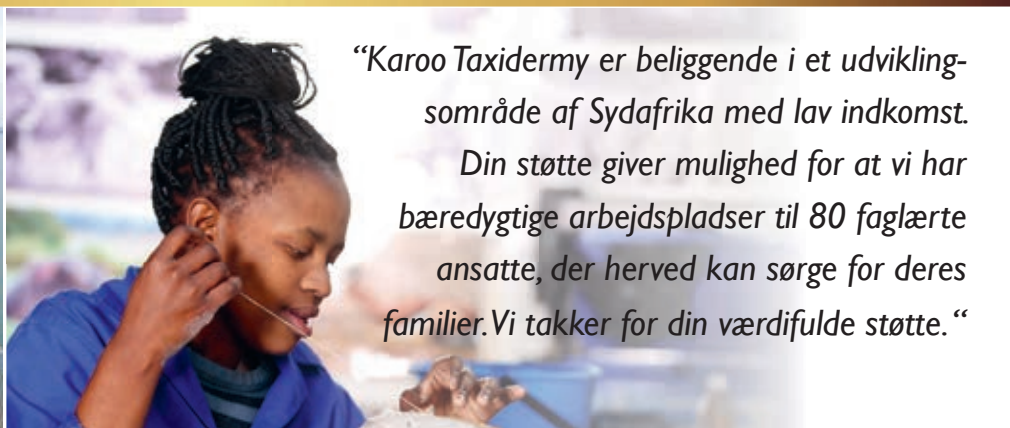 “Karoo Taxidermy er beliggende i et udvikling-
sområde af Sydafrika med lav indkomst.
Din støtte giver mulighed for at vi har
bæredygtige arbejdspladser til 80 faglærte
ansatte, der herved kan sørge for deres
familier. Vi takker for din værdifulde støtte.“